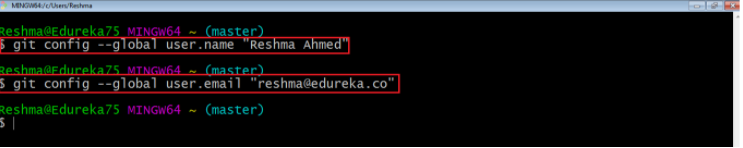 MINGW64:/c/Users/Reshma
Reshma@Edureka75 MINGW64 ~ (master)
$ git config --global user.name "Reshma Ahmed"
Reshma@Edureka75 MINGW64 ~ (master)
$ git config --global user.email "reshma@edureka.co"
Reshma@Edureka75 MINGW64 ~ (master)
$